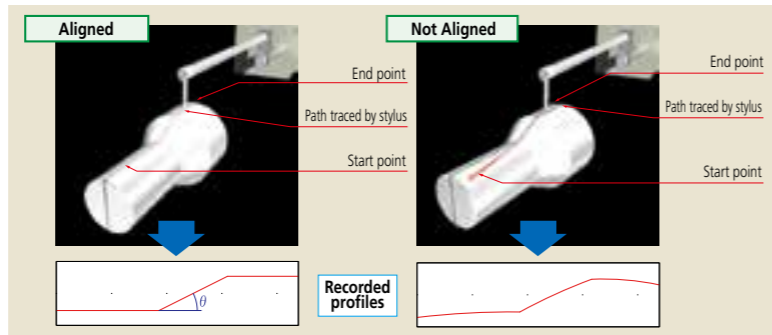 Aligned
End point
Path traced by stylus
Start point
θ
Not Aligned
End point
Path traced by stylus
Start point
Recorded
profiles